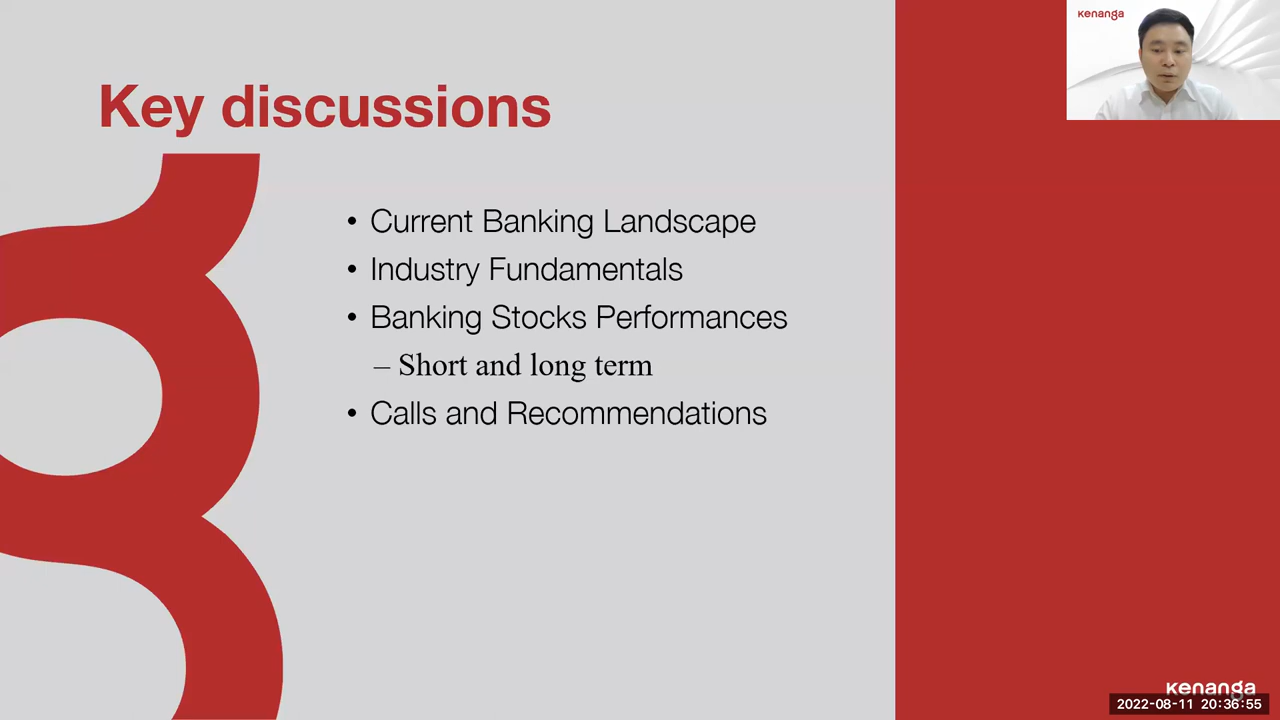 kenanga
Key discussions
• Current Banking Landscape
• Industry Fundamentals
• Banking Stocks Performances
– Short and long term
• Calls and Recommendations
kenanga
2022-08-11 20:36:55